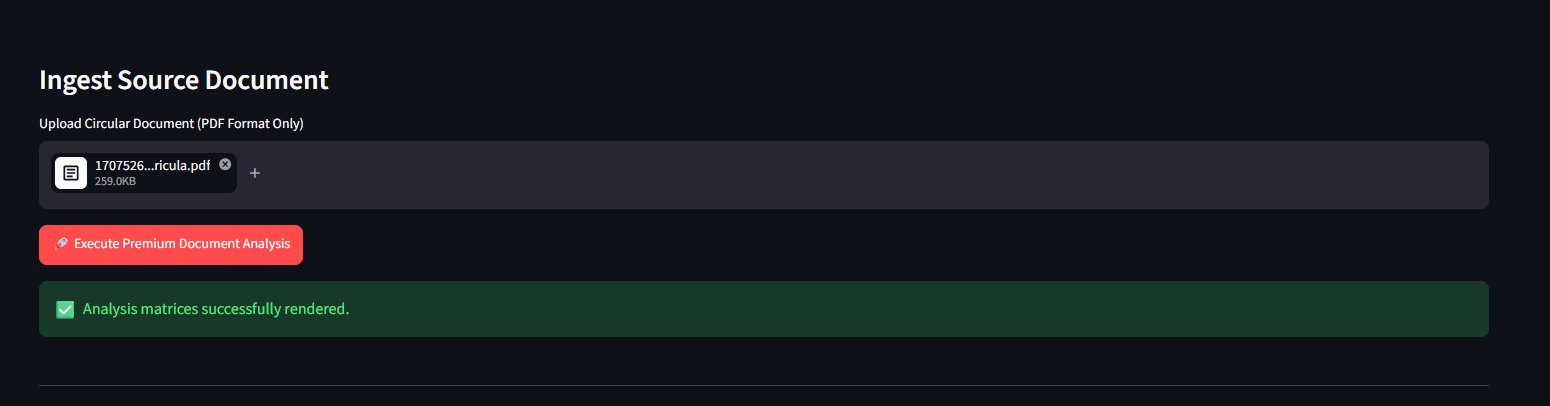 Ingest Source Document
Upload Circular Document (PDF Format Only)
1707526...ricula.pdf
259.0KB
+
🚀 Execute Premium Document Analysis
✅ Analysis matrices successfully rendered.